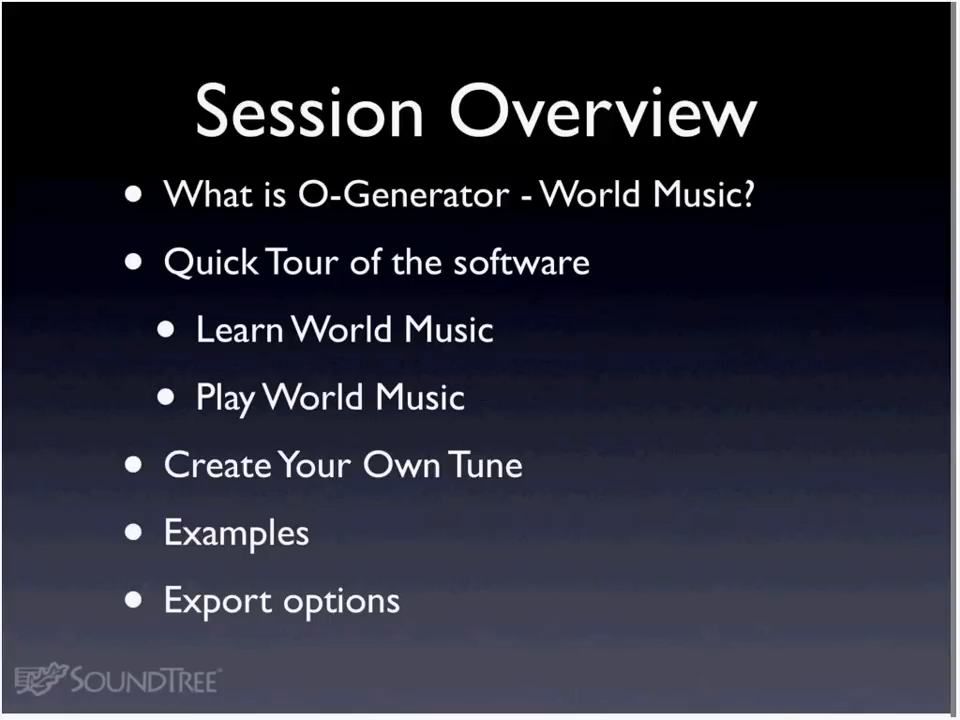 Session Overview
• What is O-Generator - World Music?
• Quick Tour of the software
• Learn World Music
• Play World Music
• Create Your Own Tune
• Examples
• Export options
SOUNDTREE